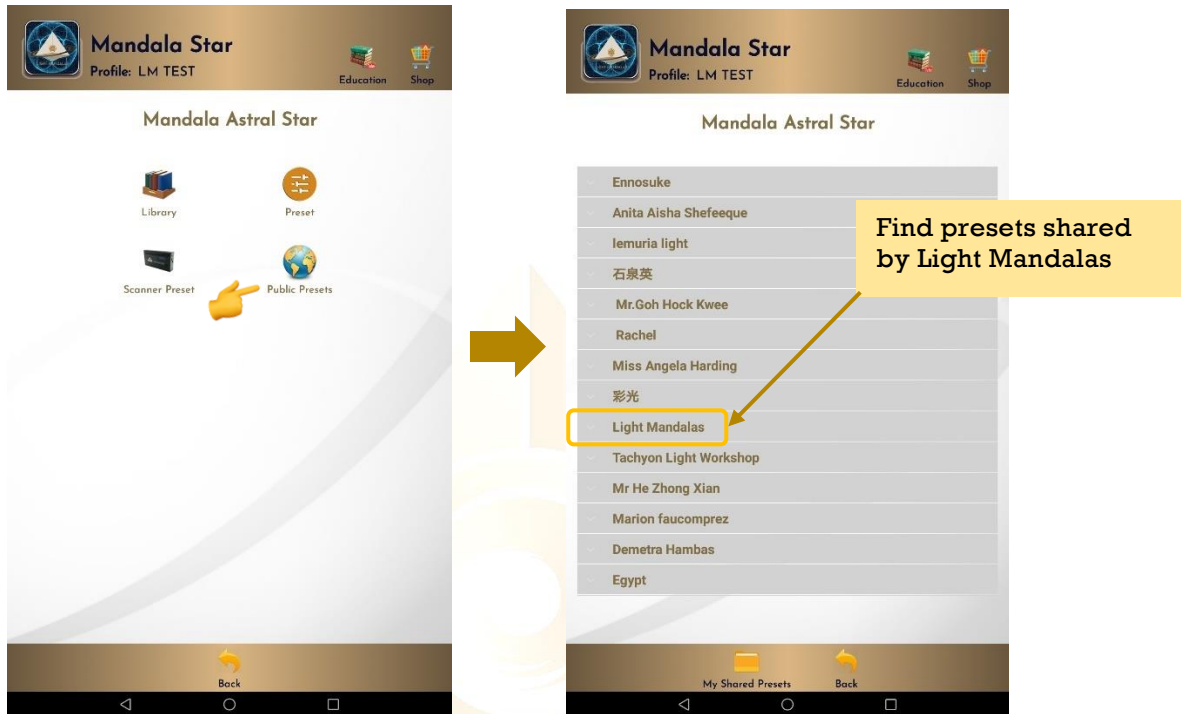 Mandala Star
Profile: LM TEST
Education
Shop
Mandala Astral Star
Library
Preset
Scanner Preset
Public Presets
Back
Mandala Star
Profile: LM TEST
Education
Shop
Mandala Astral Star
Ennosuke
Anita Aisha Shefeeque
lemuria light
石泉英
Mr.Goh Hock Kwee
Rachel
Miss Angela Harding
彩光
Light Mandalas
Tachyon Light Workshop
Mr He Zhong Xian
Marion faucomprez
Demetra Hambas
Egypt
My Shared Presets
Back
Find presets shared
by Light Mandalas